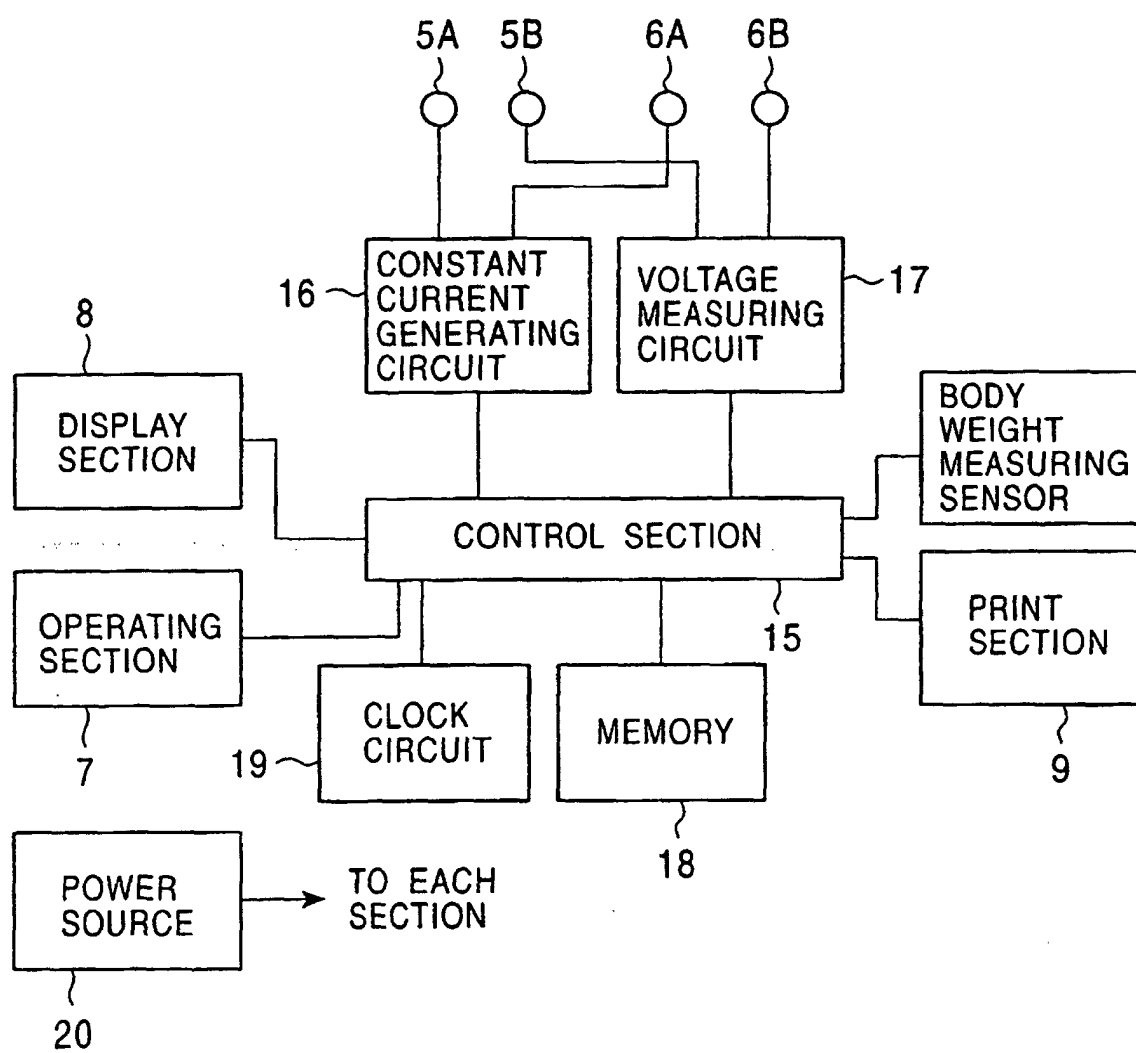 5A 5B 6A 6B
16
CONSTANT
CURRENT
GENERATING
CIRCUIT
VOLTAGE
MEASURING
CIRCUIT
17
8
DISPLAY
SECTION
BODY
WEIGHT
MEASURING
SENSOR
CONTROL SECTION
15
OPERATING
SECTION
7
PRINT
SECTION
9
CLOCK
CIRCUIT
19
MEMORY
18
POWER
SOURCE
20
TO EACH
SECTION